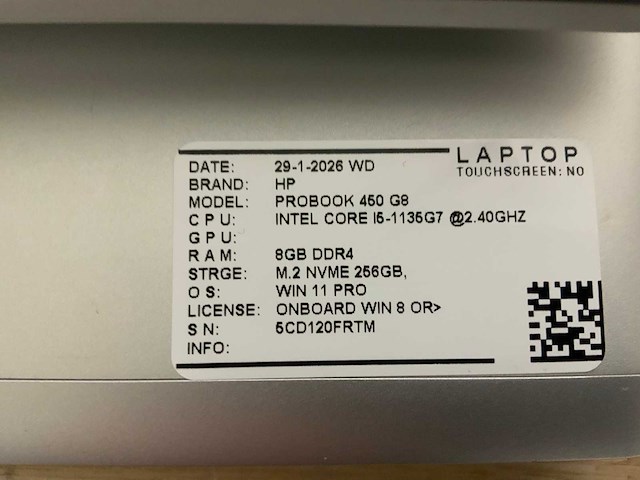 LAPTOP
TOUCHSCREEN: NO
DATE: 29-1-2026 WD
BRAND: HP
MODEL: PROBOOK 450 G8
CPU: INTEL CORE I5-1135G7 @2.40GHZ
GPU:
RAM: 8GB DDR4
STRGE: M.2 NVME 256GB,
OS: WIN 11 PRO
LICENSE: ONBOARD WIN 8 OR>
SN: 5CD120FRTM
INFO: